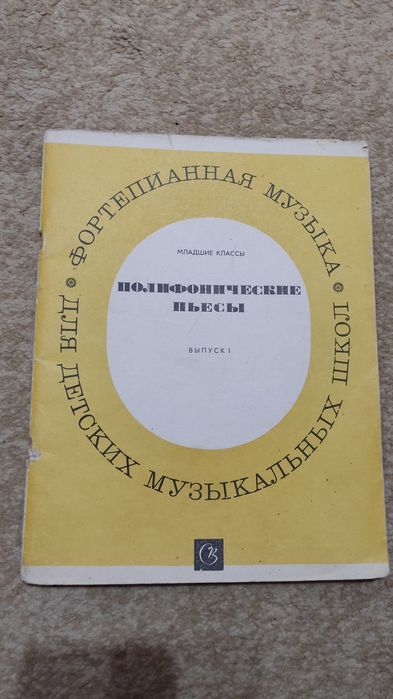 ФОРТЕПИАННАЯ МУЗЫКА
ДЛЯ ДЕТСКИХ МУЗЫКАЛЬНЫХ ШКОЛ
МЛАДШИЕ КЛАССЫ
ПОЛИФОНИЧЕСКИЕ
ПЬЕСЫ
ВЫПУСК I
СК